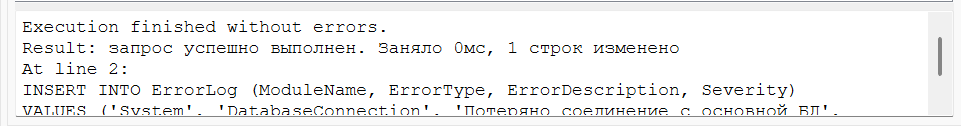 Execution finished without errors.
Result: запрос успешно выполнен. Заняло 0мс, 1 строк изменено
At line 2:
INSERT INTO ErrorLog (ModuleName, ErrorType, ErrorDescription, Severity)
VALUES ('System', 'DatabaseConnection', 'Потеряно соединение с основной БД',